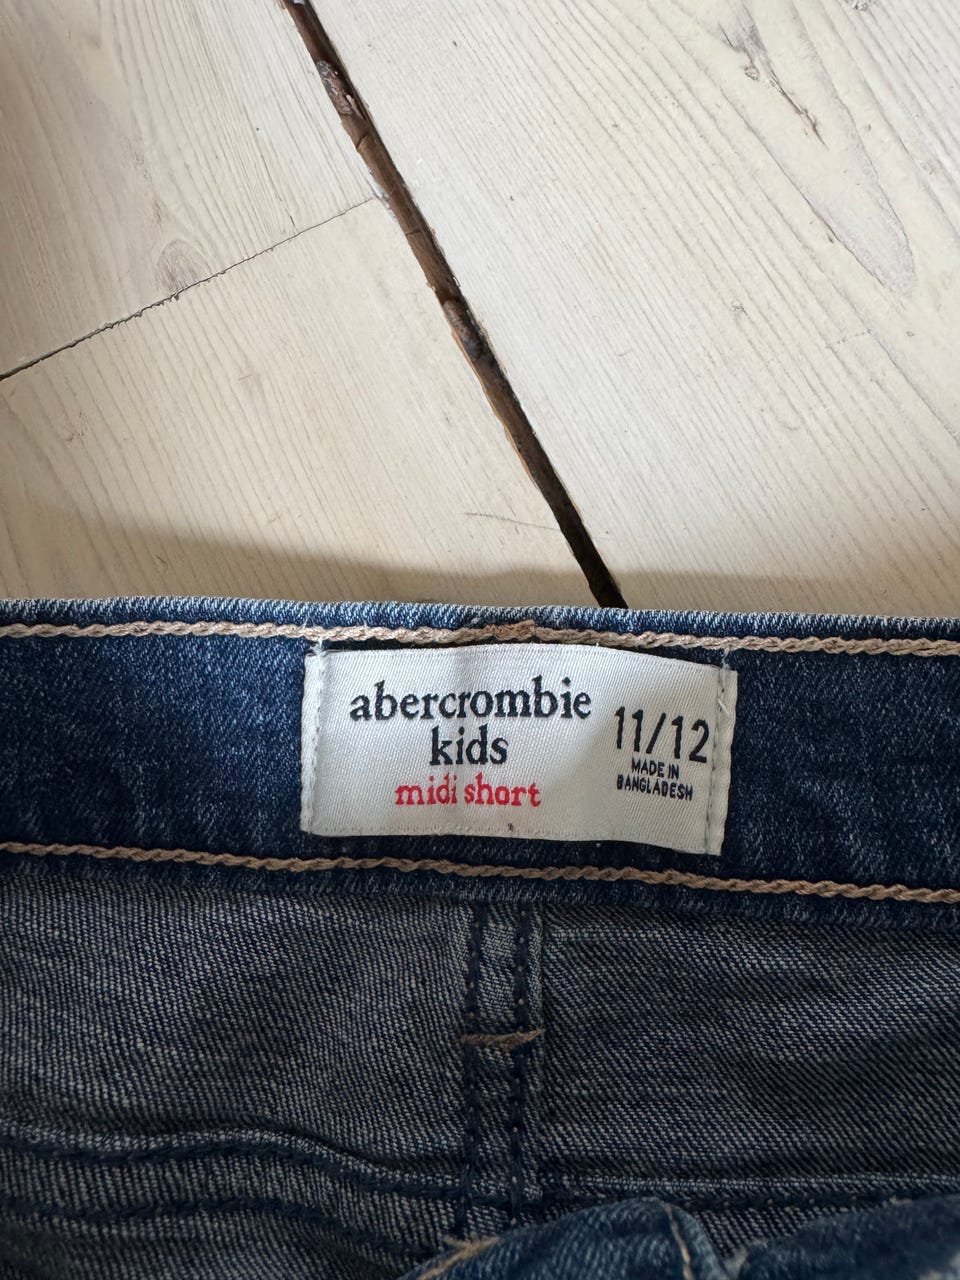 abercrombie
kids
midi short
11/12
MADE IN
BANGLADESH